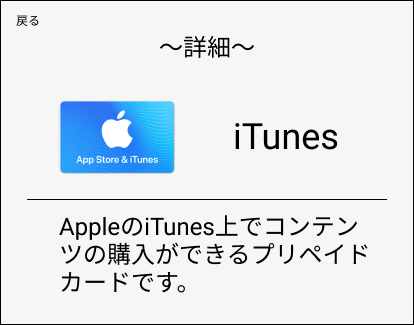 戻る
～詳細～
App Store & iTunes
iTunes
AppleのiTunes上でコンテン
ツの購入ができるプリペイド
カードです。